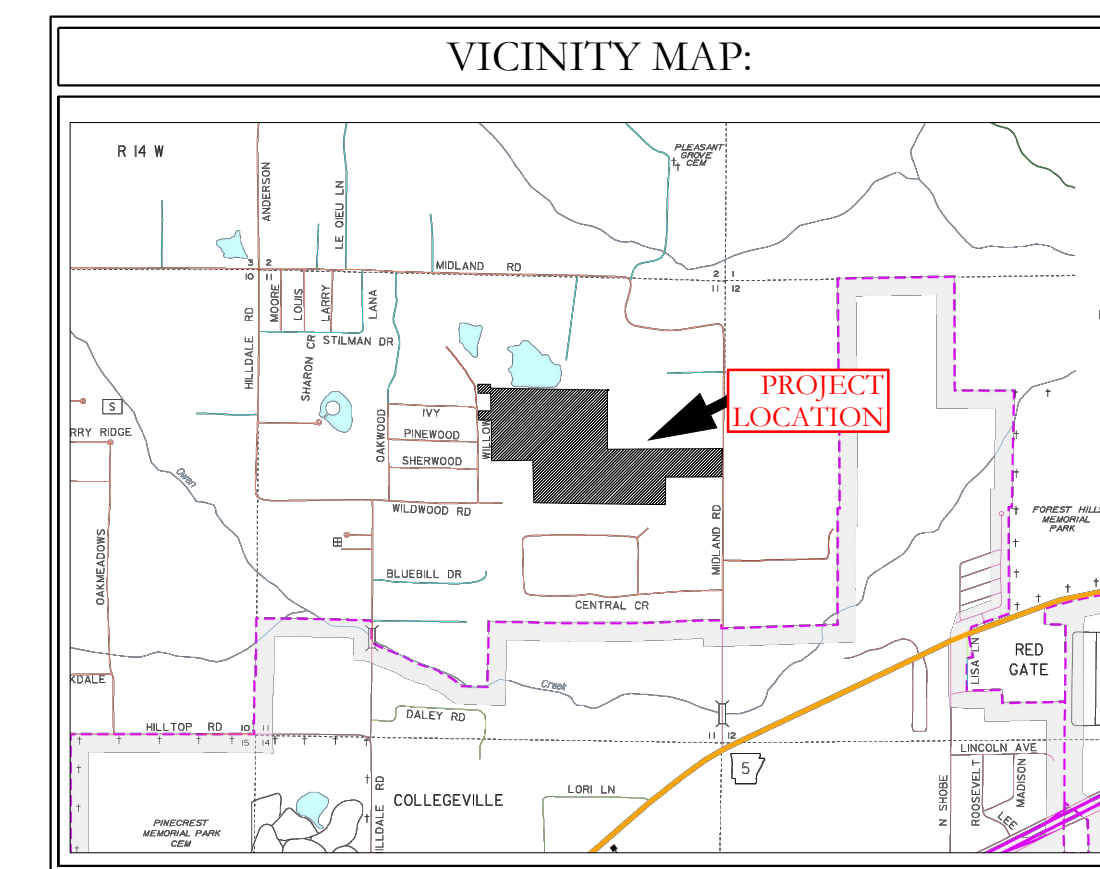 VICINITY MAP:
R 14 W
PLEASANT
GROVE
CEM
ANDERSON
LE QIEU LN
3 2
10 11
MIDLAND RD
2 1
11 12
HILLDALE RD
MOORE
LOUIS
LARRY
LANA
STILMAN DR
SHARON CR
S
RRY RIDGE
OAKWOOD
IVY
PINEWOOD
SHERWOOD
WILLOW
PROJECT
LOCATION
WILDWOOD RD
Owen
OAKMEADOWS
MIDLAND RD
FOREST HILLS
MEMORIAL
PARK
BLUEBILL DR
CENTRAL CR
RED
GATE
LISA LN
KDALE
Creek
DALEY RD
HILLTOP RD
10 11
15 14
11 12
5
LINCOLN AVE
N SHOBE
ROOSEVELT
MADISON
LEE
LORI LN
COLLEGEVILLE
ILLDALE RD
PINECREST
MEMORIAL PARK
CEM